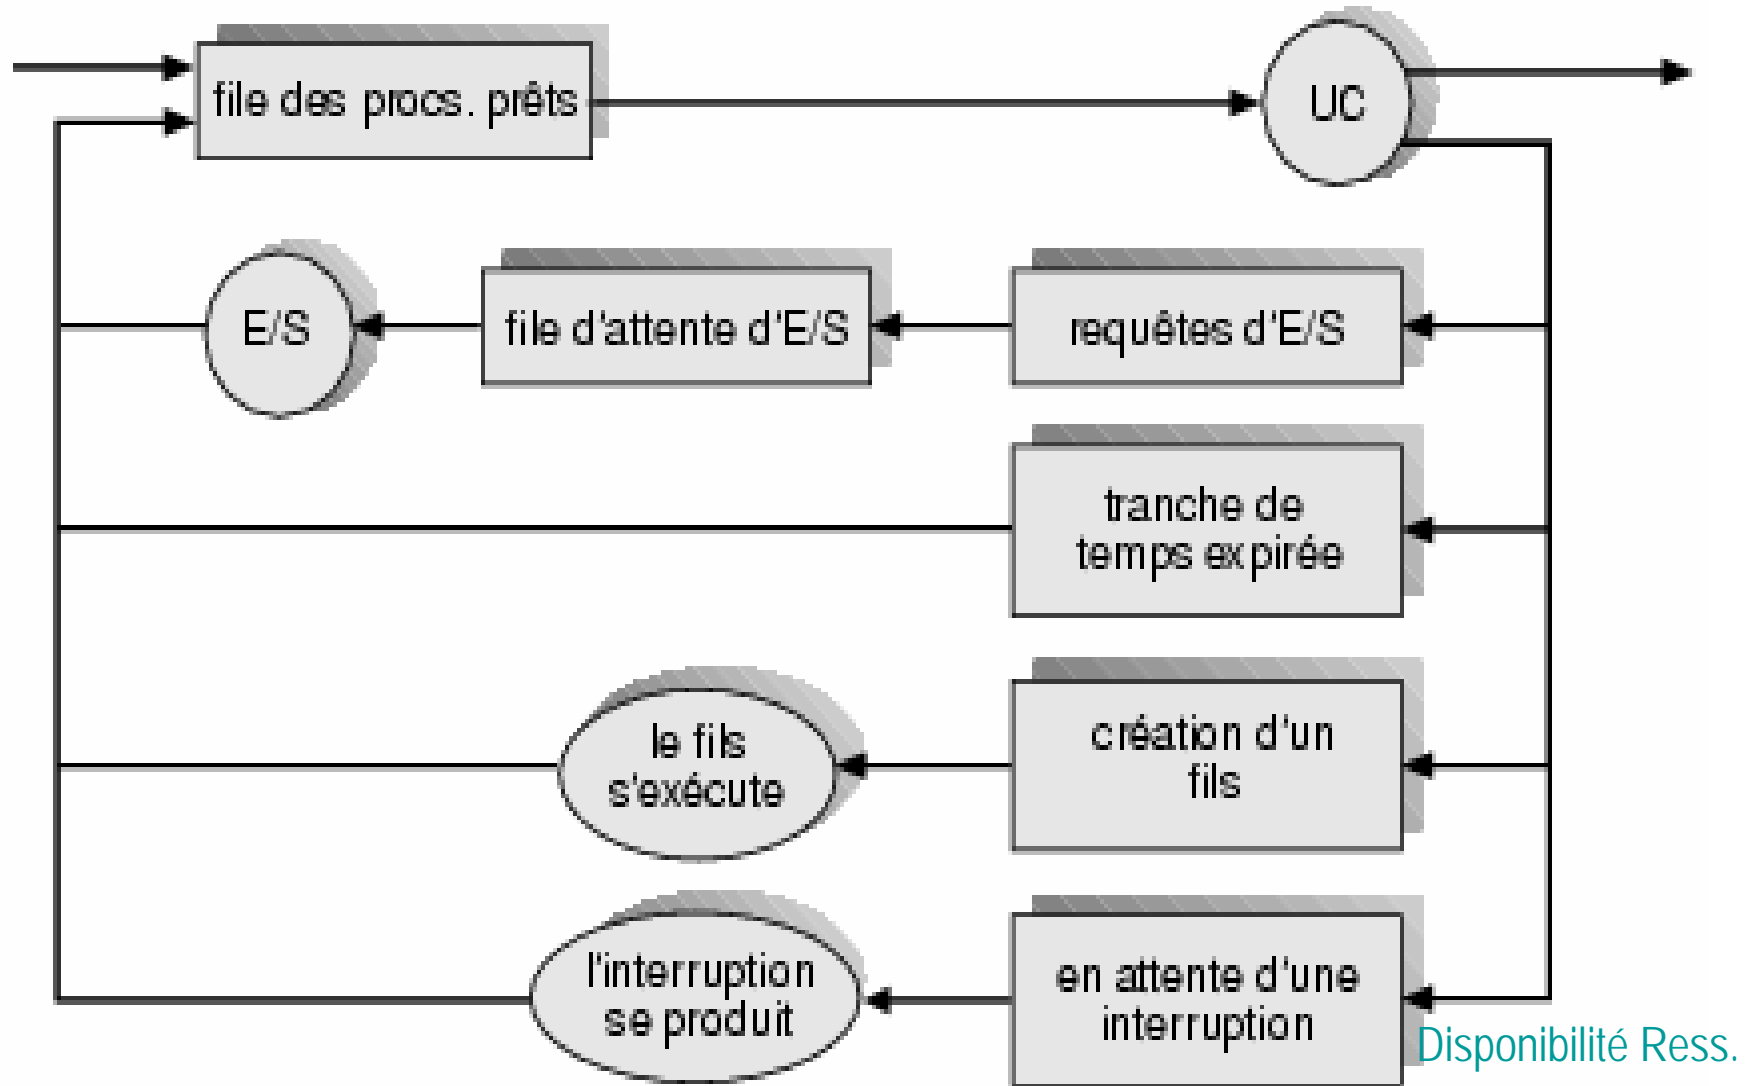 file des procs. prêts
UC
E/S
file d'attente d'E/S
requêtes d'E/S
tranche de
temps expirée
le fils
s'exécute
création d'un
fils
l'interruption
se produit
en attente d'une
interruption
Disponibilité Ress.